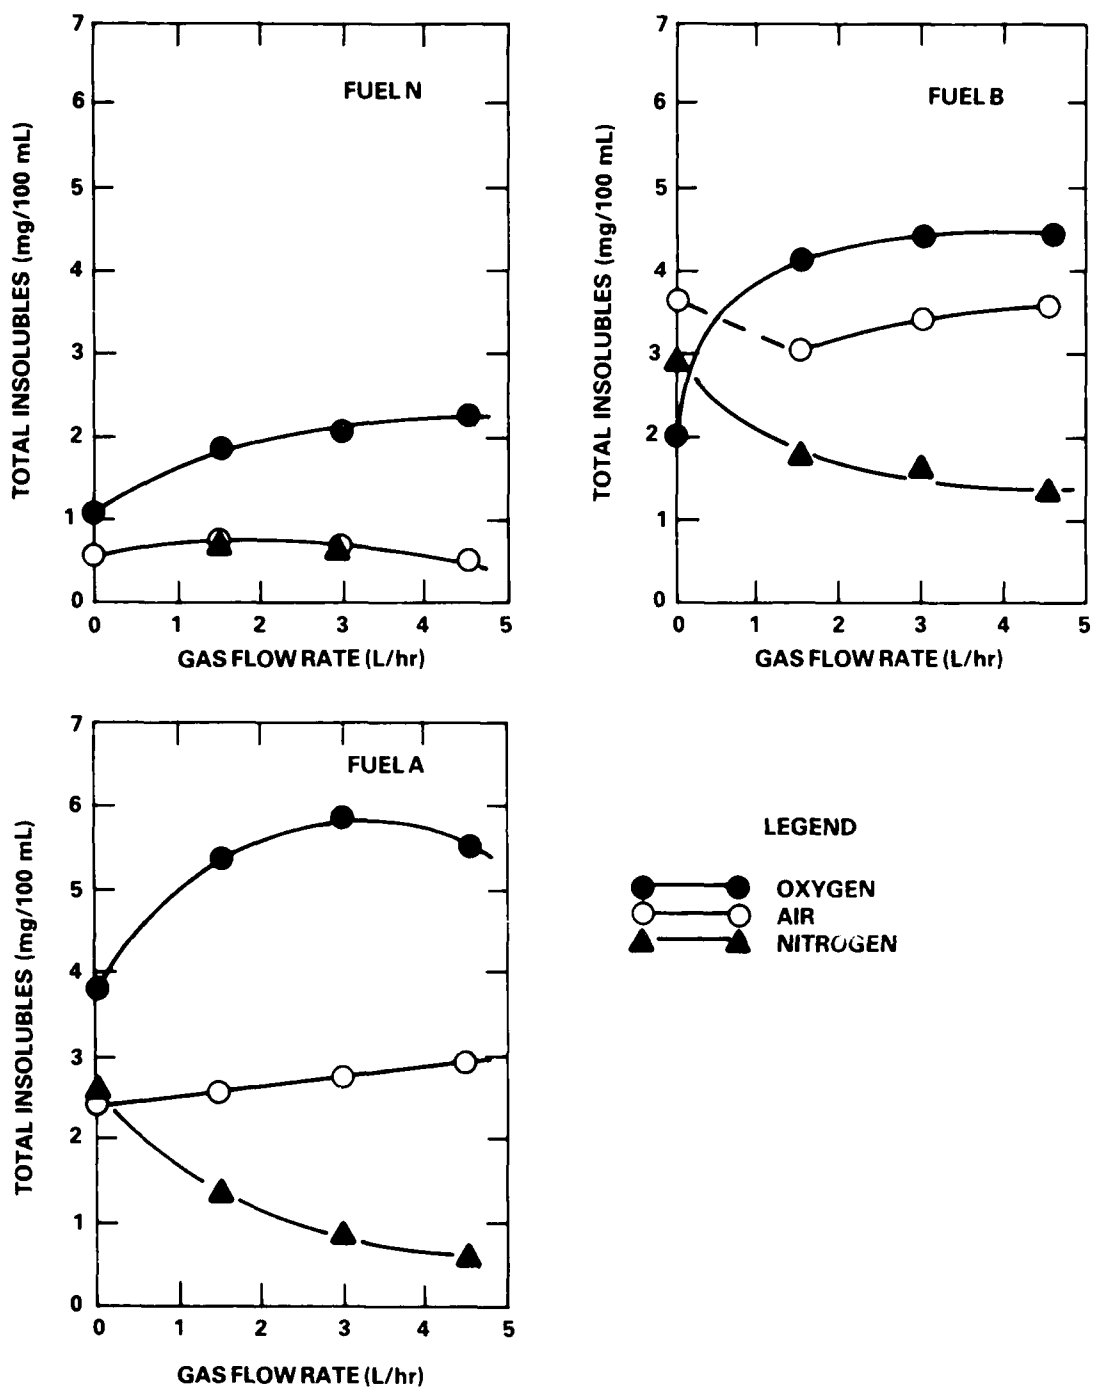 FUEL N
7
6
5
4
3
2
1
0
0 1 2 3 4 5
TOTAL INSOLUBLES (mg/100 mL)
GAS FLOW RATE (L/hr)
FUEL B
7
6
5
4
3
2
1
0
0 1 2 3 4 5
TOTAL INSOLUBLES (mg/100 mL)
GAS FLOW RATE (L/hr)
FUEL A
7
6
5
4
3
2
1
0
0 1 2 3 4 5
TOTAL INSOLUBLES (mg/100 mL)
GAS FLOW RATE (L/hr)
LEGEND
OXYGEN
AIR
NITROGEN